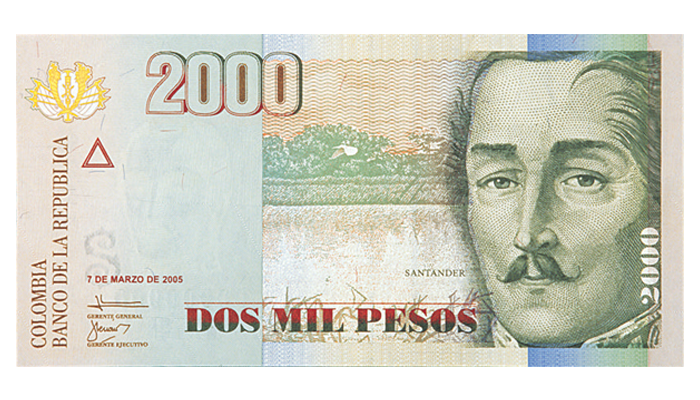 2000
COLOMBIA
BANCO DE LA REPUBLICA
7 DE MARZO DE 2005
GERENTE GENERAL
GERENTE EJECUTIVO
SANTANDER
DOS MIL PESOS
2000